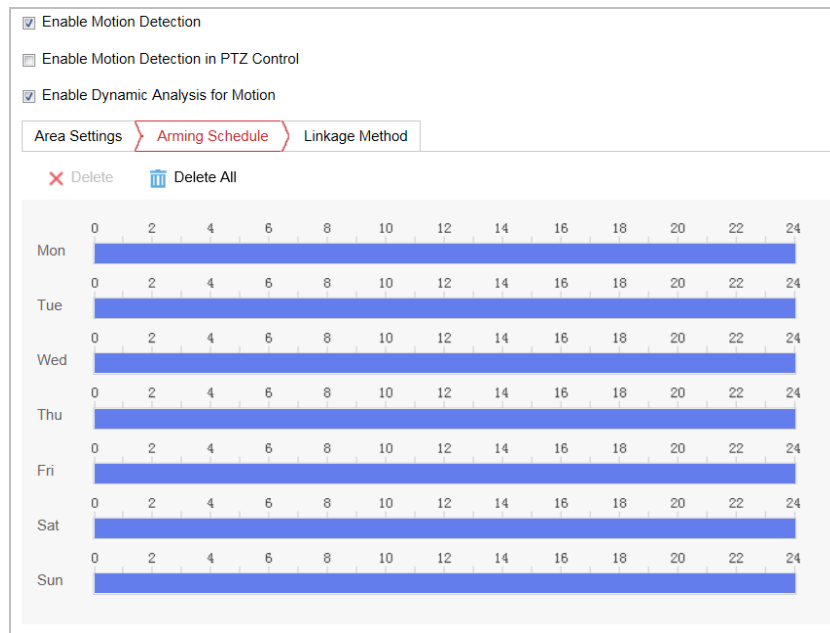 Enable Motion Detection
Enable Motion Detection in PTZ Control
Enable Dynamic Analysis for Motion
Area Settings Arming Schedule Linkage Method
Delete Delete All
0 2 4 6 8 10 12 14 16 18 20 22 24
Mon
0 2 4 6 8 10 12 14 16 18 20 22 24
Tue
0 2 4 6 8 10 12 14 16 18 20 22 24
Wed
0 2 4 6 8 10 12 14 16 18 20 22 24
Thu
0 2 4 6 8 10 12 14 16 18 20 22 24
Fri
0 2 4 6 8 10 12 14 16 18 20 22 24
Sat
0 2 4 6 8 10 12 14 16 18 20 22 24
Sun